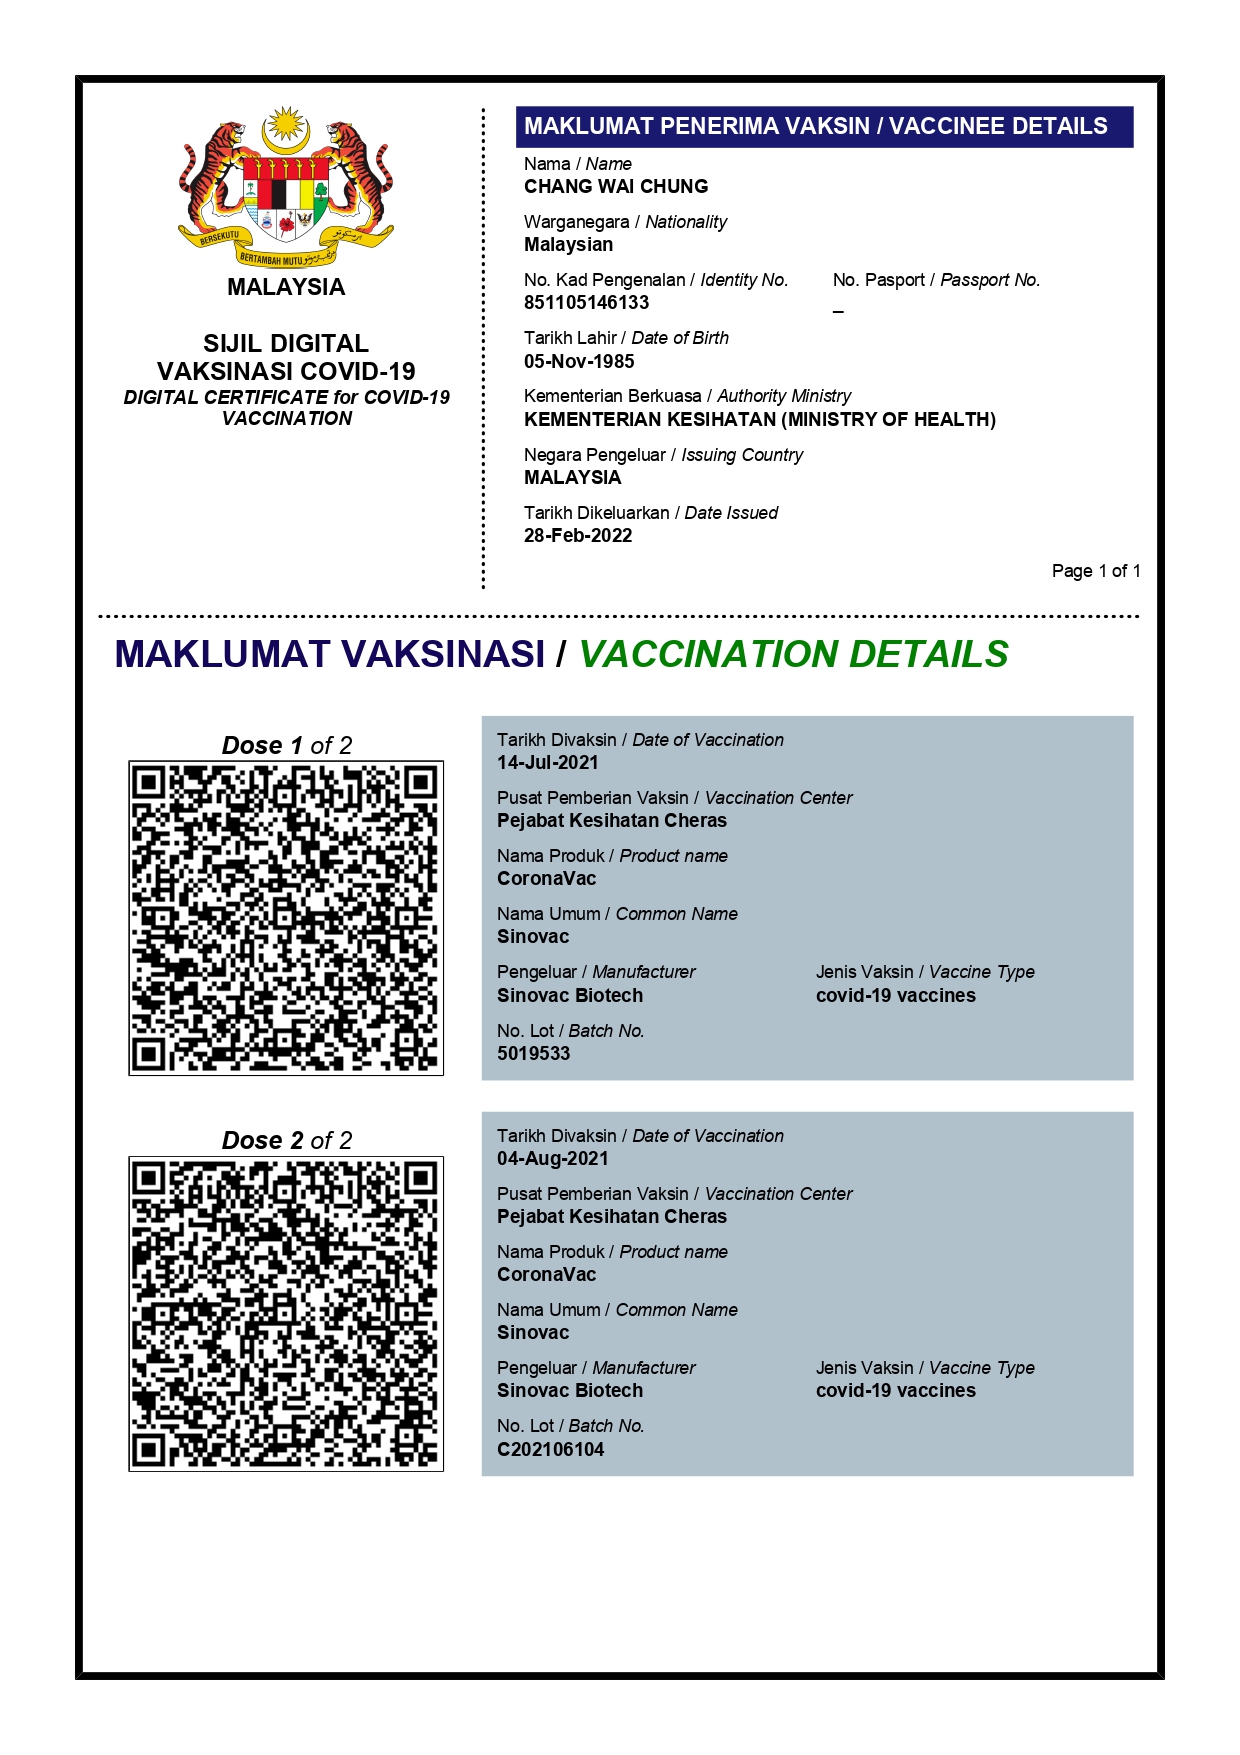 BERSEKUTU
BERTAMBAH MUTU
MALAYSIA
SIJIL DIGITAL
VAKSINASI COVID-19
DIGITAL CERTIFICATE for COVID-19
VACCINATION
MAKLUMAT PENERIMA VAKSIN / VACCINEE DETAILS
Nama / Name
CHANG WAI CHUNG
Warganegara / Nationality
Malaysian
No. Kad Pengenalan / Identity No.
851105146133
No. Pasport / Passport No.
_
Tarikh Lahir / Date of Birth
05-Nov-1985
Kementerian Berkuasa / Authority Ministry
KEMENTERIAN KESIHATAN (MINISTRY OF HEALTH)
Negara Pengeluar / Issuing Country
MALAYSIA
Tarikh Dikeluarkan / Date Issued
28-Feb-2022
Page 1 of 1
MAKLUMAT VAKSINASI / VACCINATION DETAILS
Dose 1 of 2
Tarikh Divaksin / Date of Vaccination
14-Jul-2021
Pusat Pemberian Vaksin / Vaccination Center
Pejabat Kesihatan Cheras
Nama Produk / Product name
CoronaVac
Nama Umum / Common Name
Sinovac
Pengeluar / Manufacturer
Sinovac Biotech
Jenis Vaksin / Vaccine Type
covid-19 vaccines
No. Lot / Batch No.
5019533
Dose 2 of 2
Tarikh Divaksin / Date of Vaccination
04-Aug-2021
Pusat Pemberian Vaksin / Vaccination Center
Pejabat Kesihatan Cheras
Nama Produk / Product name
CoronaVac
Nama Umum / Common Name
Sinovac
Pengeluar / Manufacturer
Sinovac Biotech
Jenis Vaksin / Vaccine Type
covid-19 vaccines
No. Lot / Batch No.
C202106104